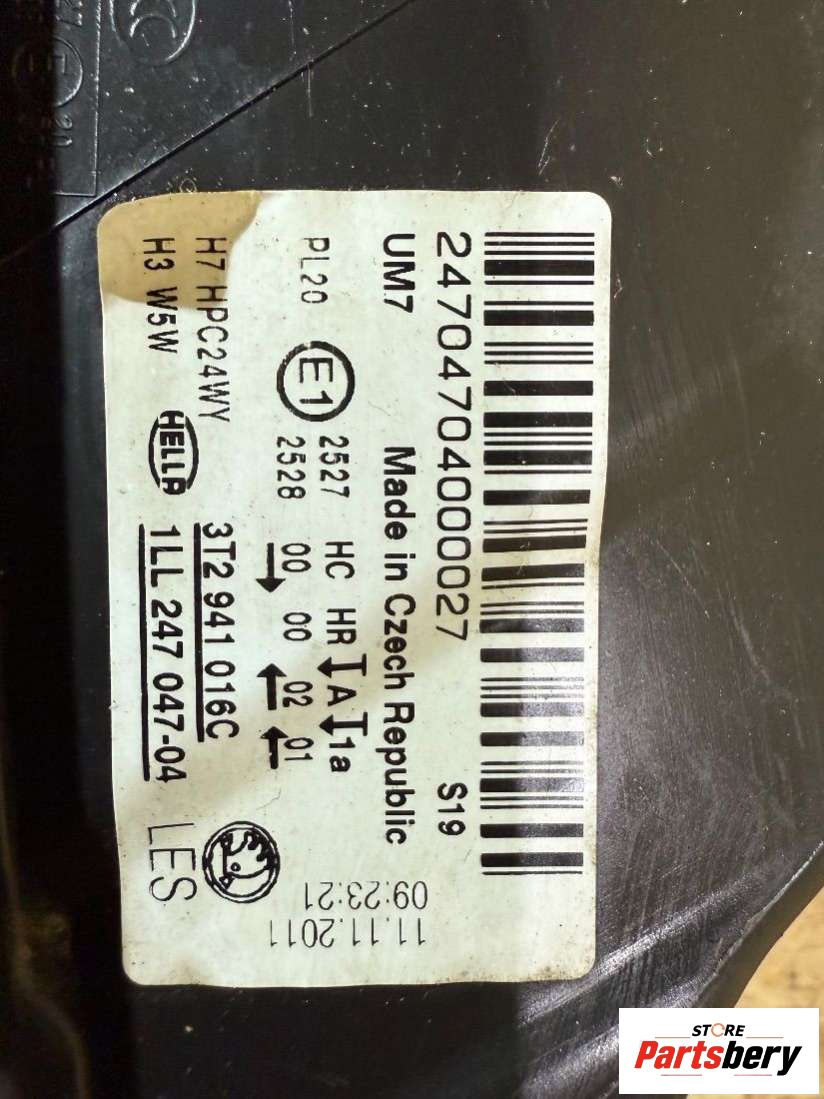 24704704000027
S19
UM7
Made in Czech Republic
PL20
E1
2527
2528
HC HR A 1a
00 00 02 01
H7 HPC24WY
H3 W5W
HELLA
3T2 941 016C
1LL 247 047-04
LES
11.11.2011
09:23:21
STORE
Partsbery